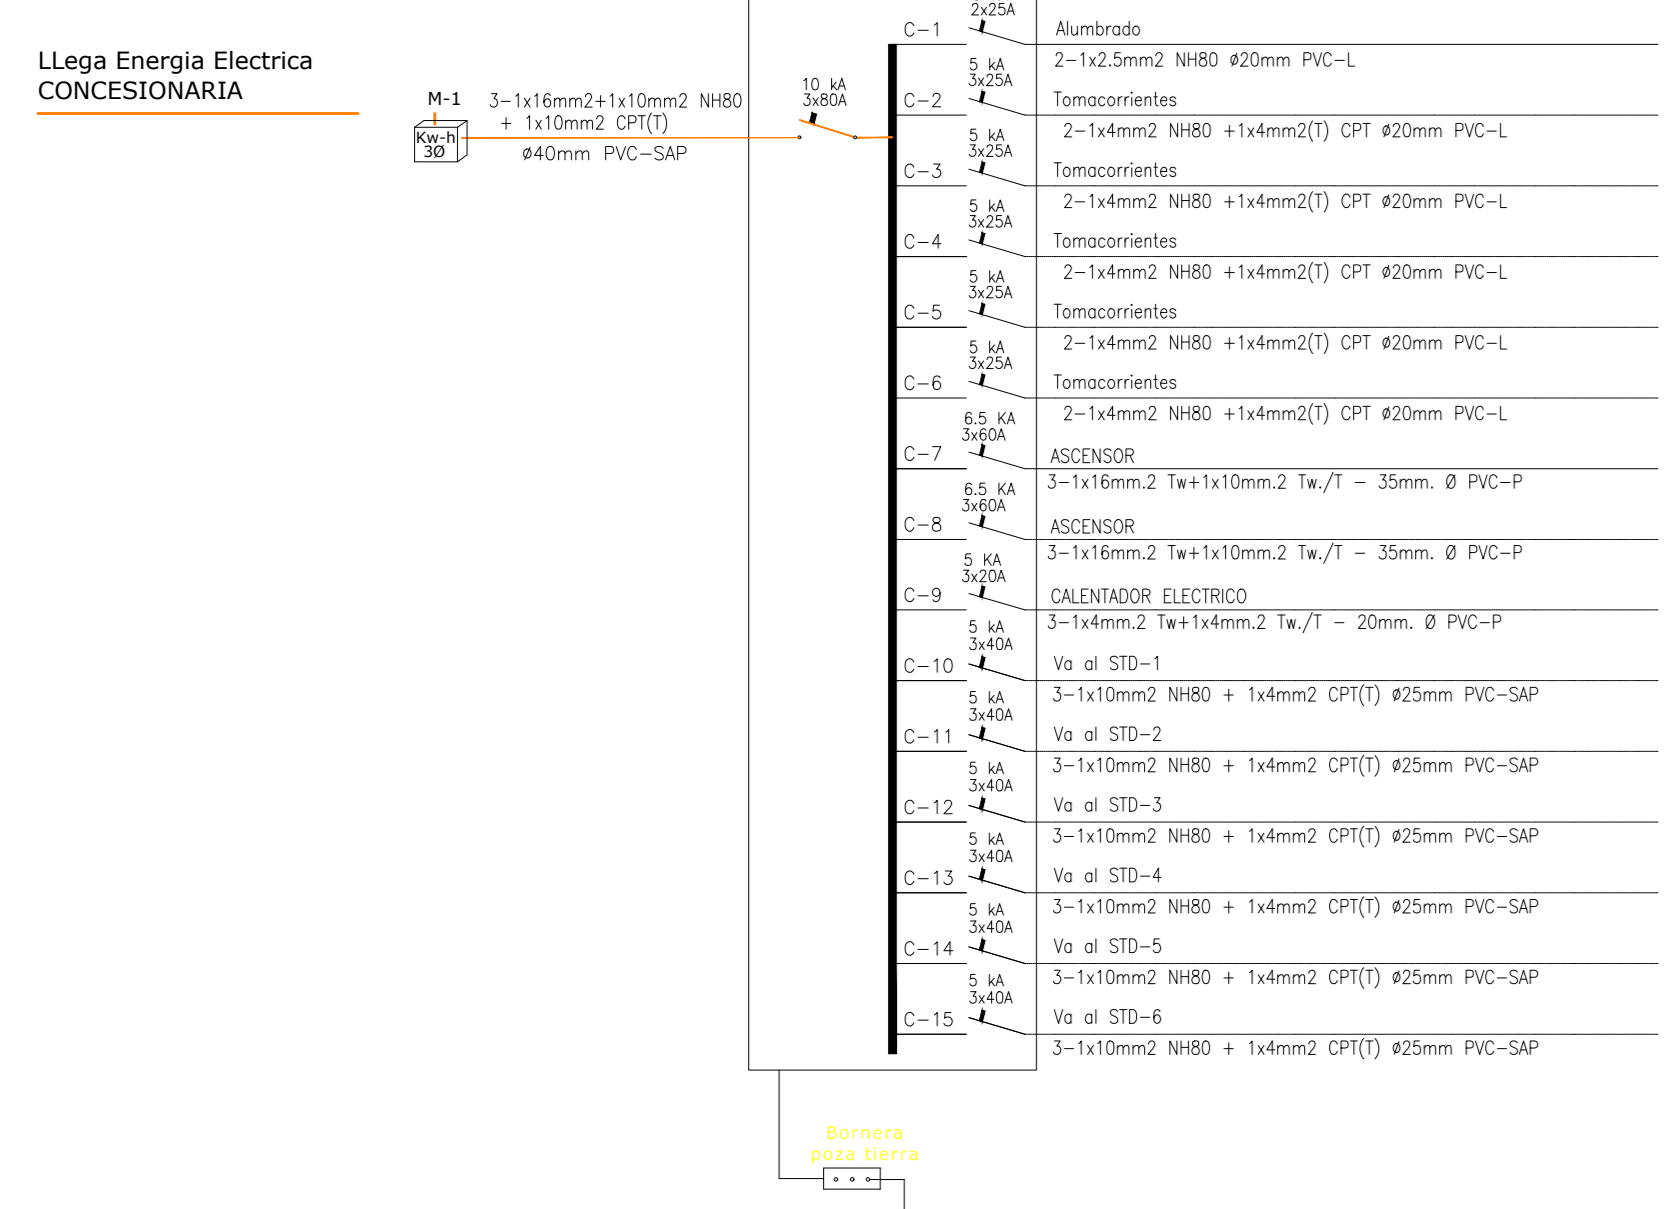 LLega Energia Electrica
CONCESIONARIA
M-1
Kw-h
3Ø
3-1x16mm2+1x10mm2 NH80
+ 1x10mm2 CPT(T)
ø40mm PVC-SAP
10 kA
3x80A
2x25A
C-1
Alumbrado
2-1x2.5mm2 NH80 ø20mm PVC-L
5 kA
3x25A
C-2
Tomacorrientes
2-1x4mm2 NH80 +1x4mm2(T) CPT ø20mm PVC-L
5 kA
3x25A
C-3
Tomacorrientes
2-1x4mm2 NH80 +1x4mm2(T) CPT ø20mm PVC-L
5 kA
3x25A
C-4
Tomacorrientes
2-1x4mm2 NH80 +1x4mm2(T) CPT ø20mm PVC-L
5 kA
3x25A
C-5
Tomacorrientes
2-1x4mm2 NH80 +1x4mm2(T) CPT ø20mm PVC-L
5 kA
3x25A
C-6
Tomacorrientes
2-1x4mm2 NH80 +1x4mm2(T) CPT ø20mm PVC-L
6.5 KA
3x60A
C-7
ASCENSOR
3-1x16mm.2 Tw+1x10mm.2 Tw./T - 35mm. Ø PVC-P
6.5 KA
3x60A
C-8
ASCENSOR
3-1x16mm.2 Tw+1x10mm.2 Tw./T - 35mm. Ø PVC-P
5 KA
3x20A
C-9
CALENTADOR ELECTRICO
3-1x4mm.2 Tw+1x4mm.2 Tw./T - 20mm. Ø PVC-P
5 kA
3x40A
C-10
Va al STD-1
3-1x10mm2 NH80 + 1x4mm2 CPT(T) ø25mm PVC-SAP
5 kA
3x40A
C-11
Va al STD-2
3-1x10mm2 NH80 + 1x4mm2 CPT(T) ø25mm PVC-SAP
5 kA
3x40A
C-12
Va al STD-3
3-1x10mm2 NH80 + 1x4mm2 CPT(T) ø25mm PVC-SAP
5 kA
3x40A
C-13
Va al STD-4
3-1x10mm2 NH80 + 1x4mm2 CPT(T) ø25mm PVC-SAP
5 kA
3x40A
C-14
Va al STD-5
3-1x10mm2 NH80 + 1x4mm2 CPT(T) ø25mm PVC-SAP
5 kA
3x40A
C-15
Va al STD-6
3-1x10mm2 NH80 + 1x4mm2 CPT(T) ø25mm PVC-SAP
Bornera
poza tierra